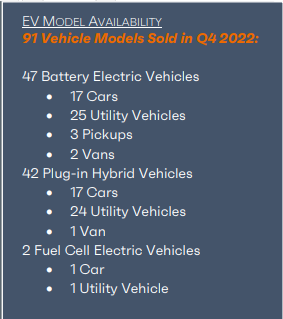 EV MODEL AVAILABILITY
91 Vehicle Models Sold in Q4 2022:
47 Battery Electric Vehicles
• 17 Cars
• 25 Utility Vehicles
• 3 Pickups
• 2 Vans
42 Plug-in Hybrid Vehicles
• 17 Cars
• 24 Utility Vehicles
• 1 Van
2 Fuel Cell Electric Vehicles
• 1 Car
• 1 Utility Vehicle